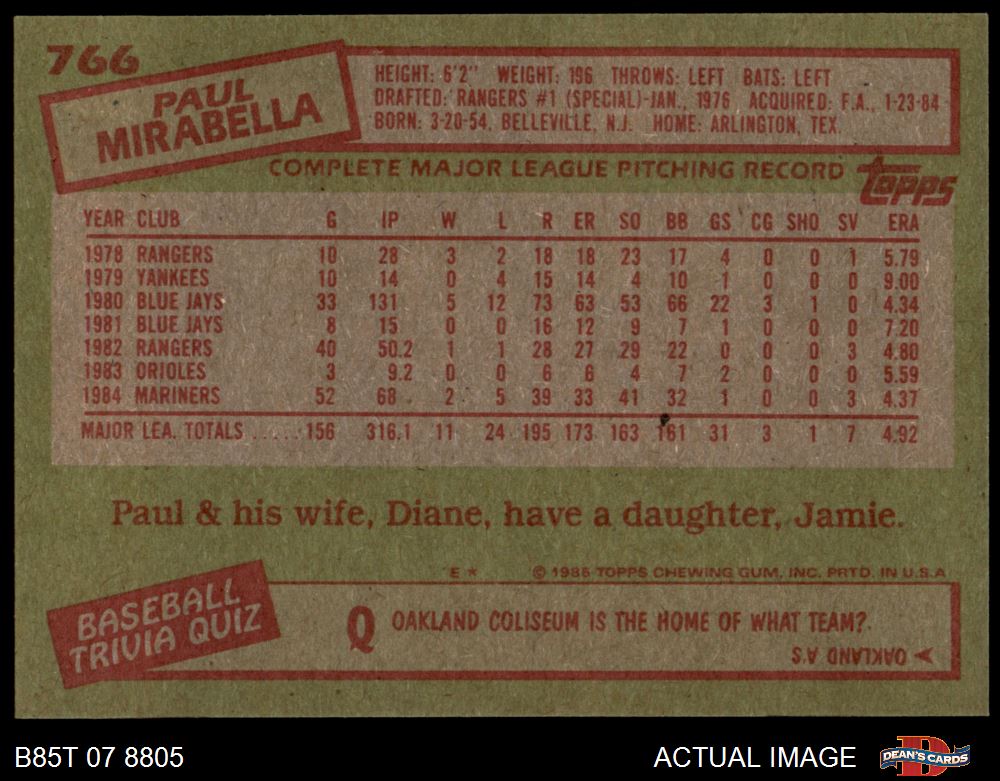 766
PAUL
MIRABELLA
HEIGHT: 6'2" WEIGHT: 196 THROWS: LEFT BATS: LEFT
DRAFTED: RANGERS #1 (SPECIAL)-JAN., 1976 ACQUIRED: F.A., 1-23-84
BORN: 3-20-54, BELLEVILLE, N.J. HOME: ARLINGTON, TEX.
COMPLETE MAJOR LEAGUE PITCHING RECORD
topps
YEAR CLUB G IP W L R ER SO BB GS CG SHO SV ERA
1978 RANGERS 10 28 3 2 18 18 23 17 4 0 0 1 5.79
1979 YANKEES 10 14 0 4 15 14 4 10 1 0 0 0 9.00
1980 BLUE JAYS 33 131 5 12 73 63 53 66 22 3 1 0 4.34
1981 BLUE JAYS 8 15 0 0 16 12 9 7 1 0 0 0 7.20
1982 RANGERS 40 50.2 1 1 28 27 29 22 0 0 0 3 4.80
1983 ORIOLES 3 9.2 0 0 6 6 4 7 2 0 0 0 5.59
1984 MARINERS 52 68 2 5 39 33 41 32 1 0 0 3 4.37
MAJOR LEA. TOTALS ..... 156 316.1 11 24 195 173 163 161 31 3 1 7 4.92
Paul & his wife, Diane, have a daughter, Jamie.
E * © 1985 TOPPS CHEWING GUM, INC. PRTD. IN U.S.A.
BASEBALL
TRIVIA QUIZ
Q OAKLAND COLISEUM IS THE HOME OF WHAT TEAM?
OAKLAND A'S
B85T 07 8805
ACTUAL IMAGE
DEAN'S CARDS